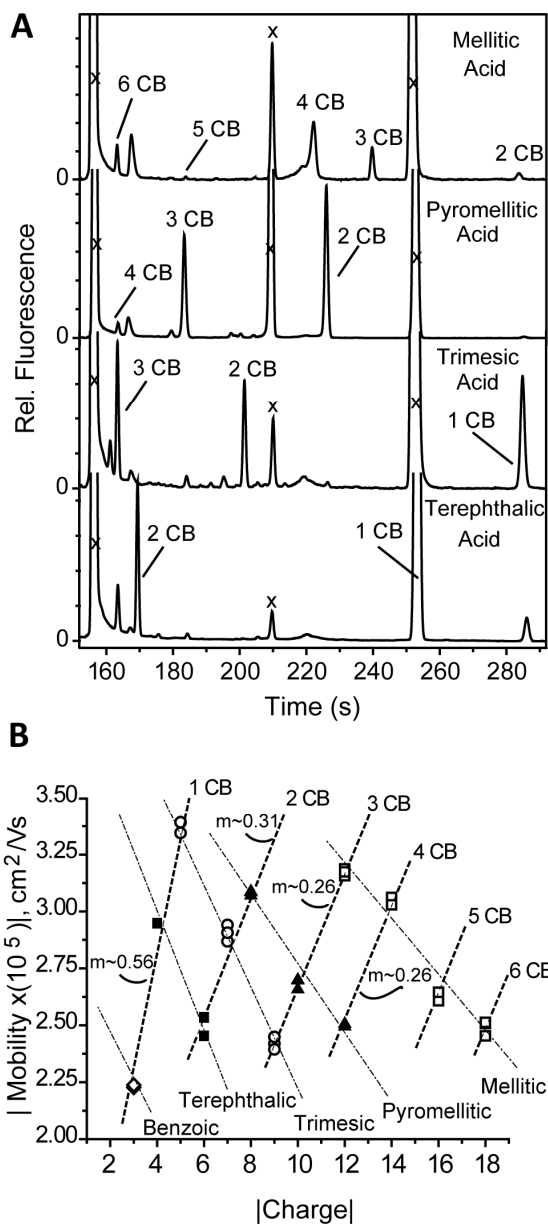 A
Mellitic
Acid
x
6 CB
5 CB
x
4 CB
3 CB
x
2 CB
0
Pyromellitic
Acid
x
4 CB
3 CB
x
2 CB
x
0
Trimesic
Acid
x
3 CB
2 CB
x
x
1 CB
0
Terephthalic
Acid
x
2 CB
x
1 CB
0
Rel. Fluorescence
160 180 200 220 240 260 280
Time (s)
B
3.50
3.25
3.00
2.75
2.50
2.25
2.00
| Mobility x(10 5)|, cm2/Vs
1 CB
2 CB
3 CB
4 CB
5 CB
6 CB
m~0.31
m~0.26
m~0.56
m~0.26
Benzoic
Terephthalic
Trimesic
Pyromellitic
Mellitic
2 4 6 8 10 12 14 16 18
|Charge|